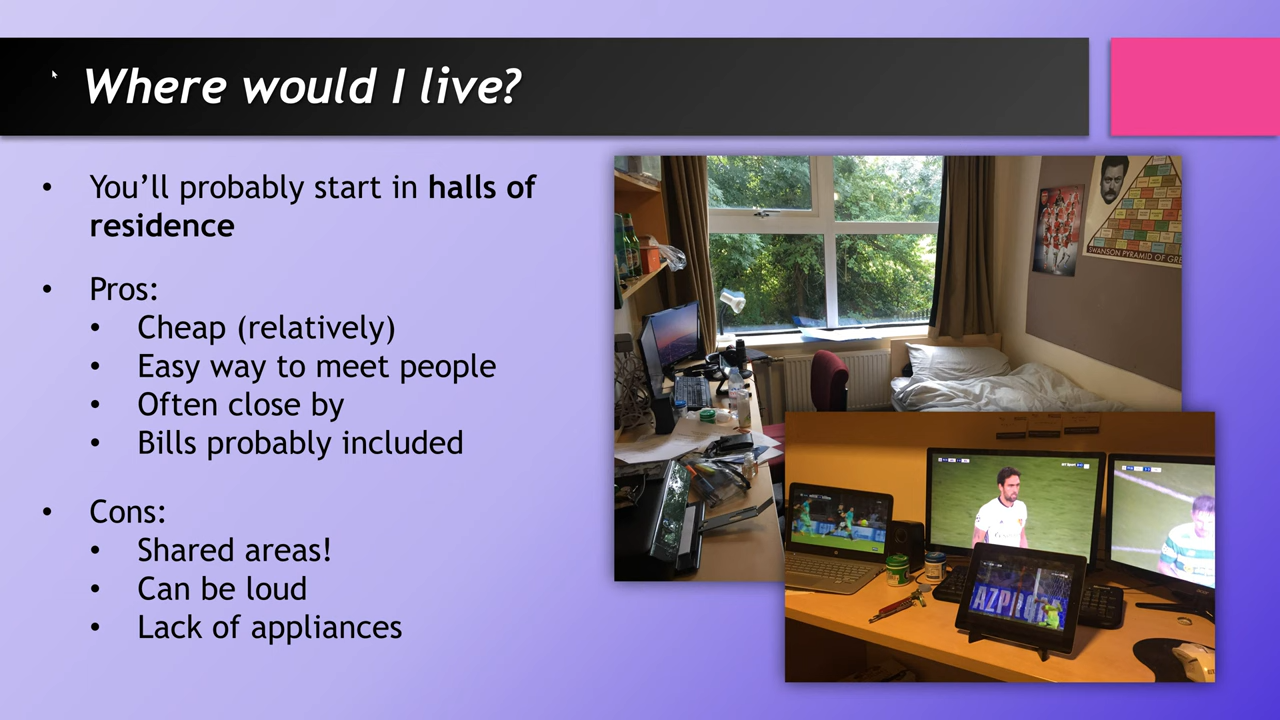 Where would I live?
• You’ll probably start in halls of
residence
• Pros:
• Cheap (relatively)
• Easy way to meet people
• Often close by
• Bills probably included
• Cons:
• Shared areas!
• Can be loud
• Lack of appliances
SWANSON PYRAMID OF GRE